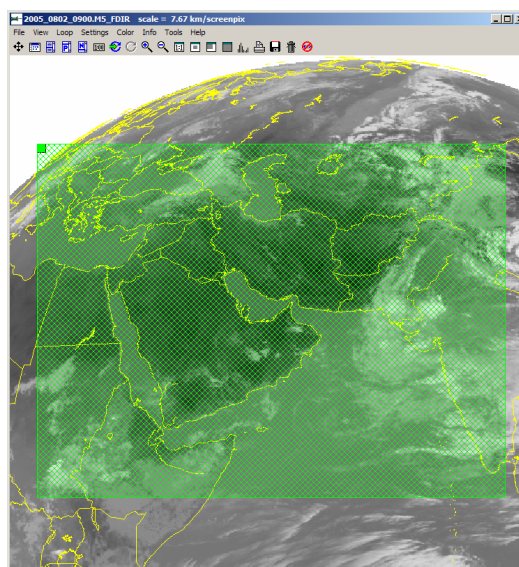 2005_0802_0900.M5_FDIR scale = 7.67 km/screenpix
File View Loop Settings Color Info Tools Help